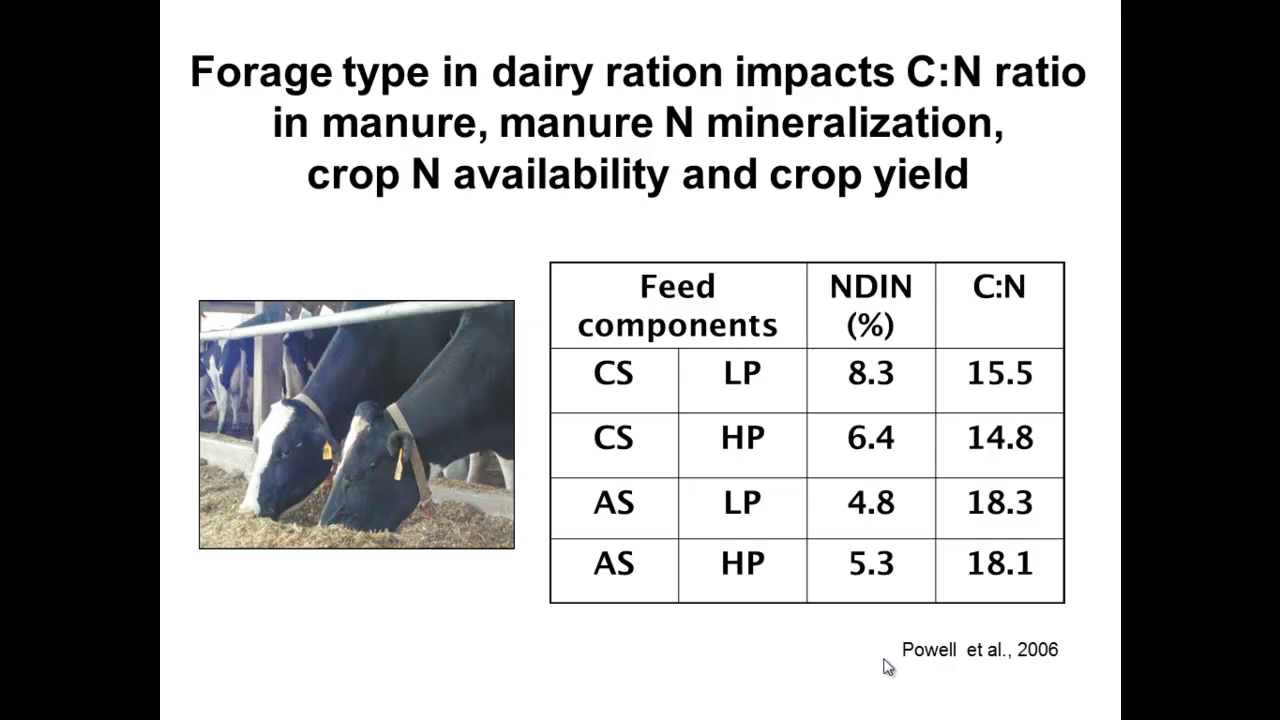 Forage type in dairy ration impacts C:N ratio
in manure, manure N mineralization,
crop N availability and crop yield
Feed components NDIN (%) C:N
CS LP 8.3 15.5
CS HP 6.4 14.8
AS LP 4.8 18.3
AS HP 5.3 18.1
Powell et al., 2006